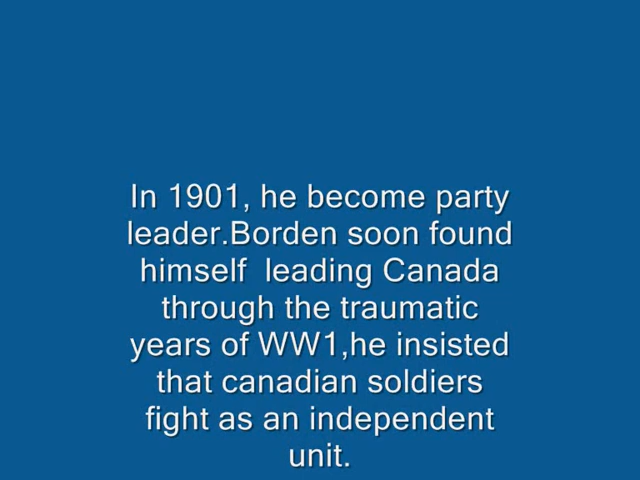 In 1901, he become party
leader.Borden soon found
himself  leading Canada
through the traumatic
years of WW1,he insisted
that canadian soldiers
fight as an independent
unit.